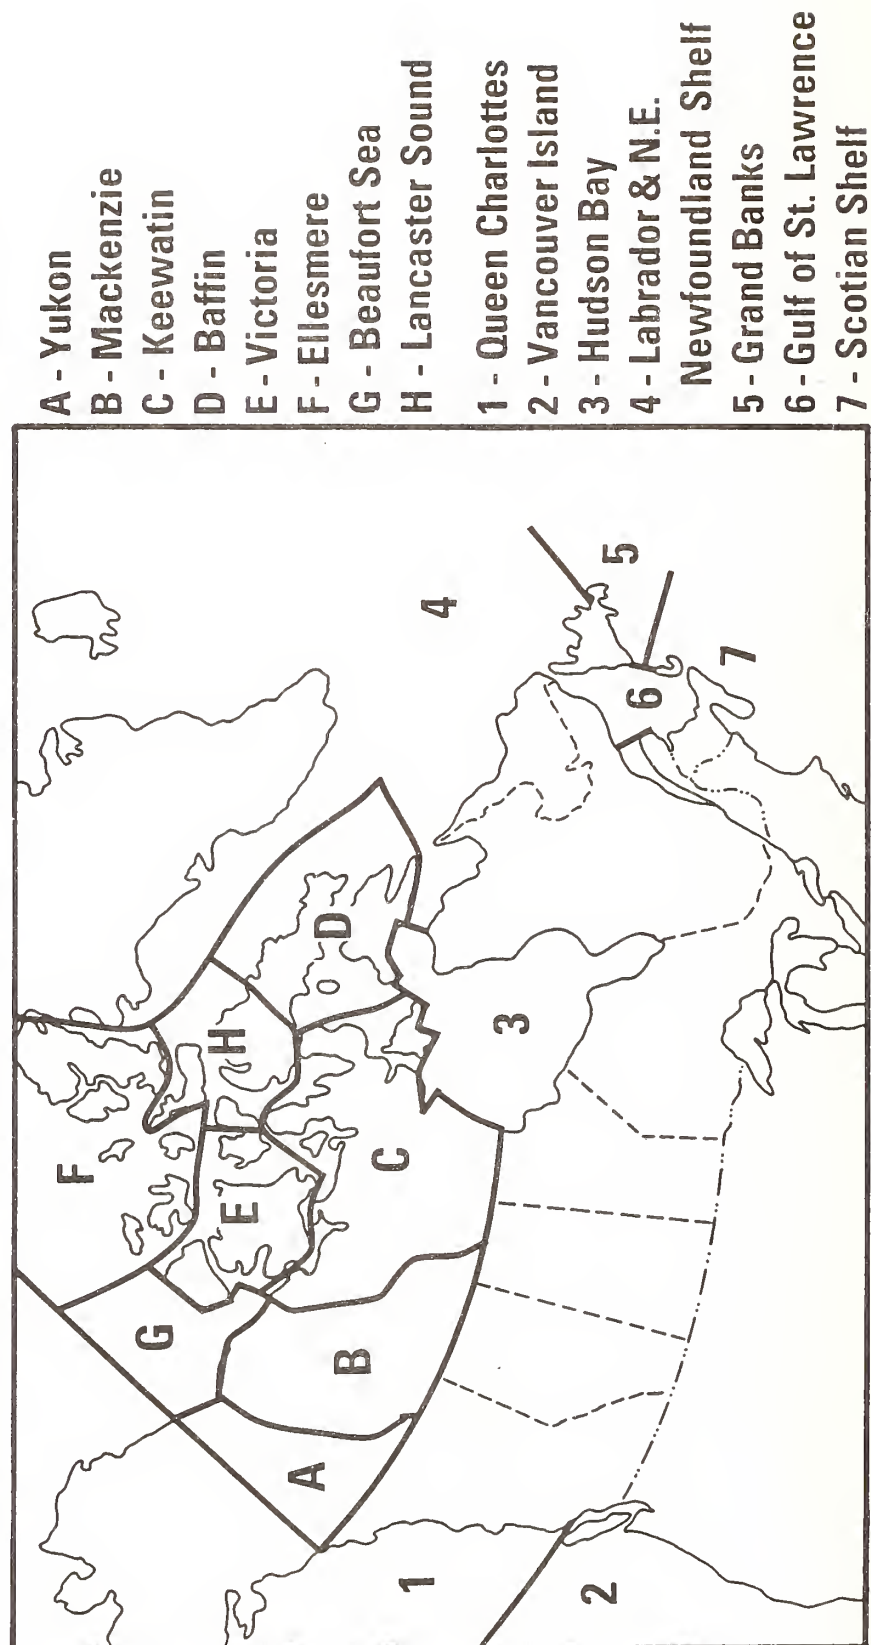 A - Yukon
B - Mackenzie
C - Keewatin
D - Baffin
E - Victoria
F - Ellesmere
G - Beaufort Sea
H - Lancaster Sound
1 - Queen Charlottes
2 - Vancouver Island
3 - Hudson Bay
4 - Labrador & N.E.
Newfoundland Shelf
5 - Grand Banks
6 - Gulf of St. Lawrence
7 - Scotian Shelf
F
H
G
E
D
A
B
C
4
1
3
5
2
6
7